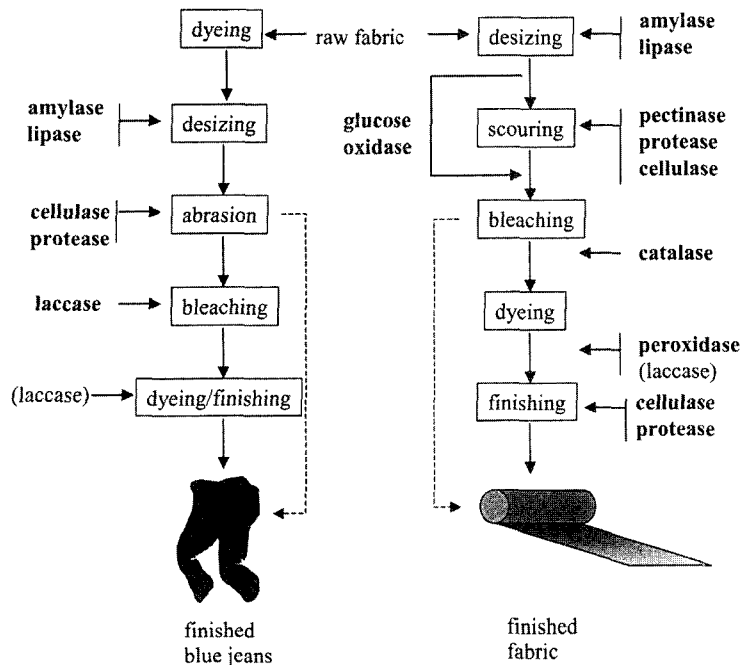 dyeing
raw fabric
desizing
amylase
lipase
amylase
lipase
desizing
glucose
oxidase
scouring
pectinase
protease
cellulase
cellulase
protease
abrasion
bleaching
catalase
laccase
bleaching
dyeing
peroxidase
(laccase)
(laccase)
dyeing/finishing
finishing
cellulase
protease
finished
blue jeans
finished
fabric